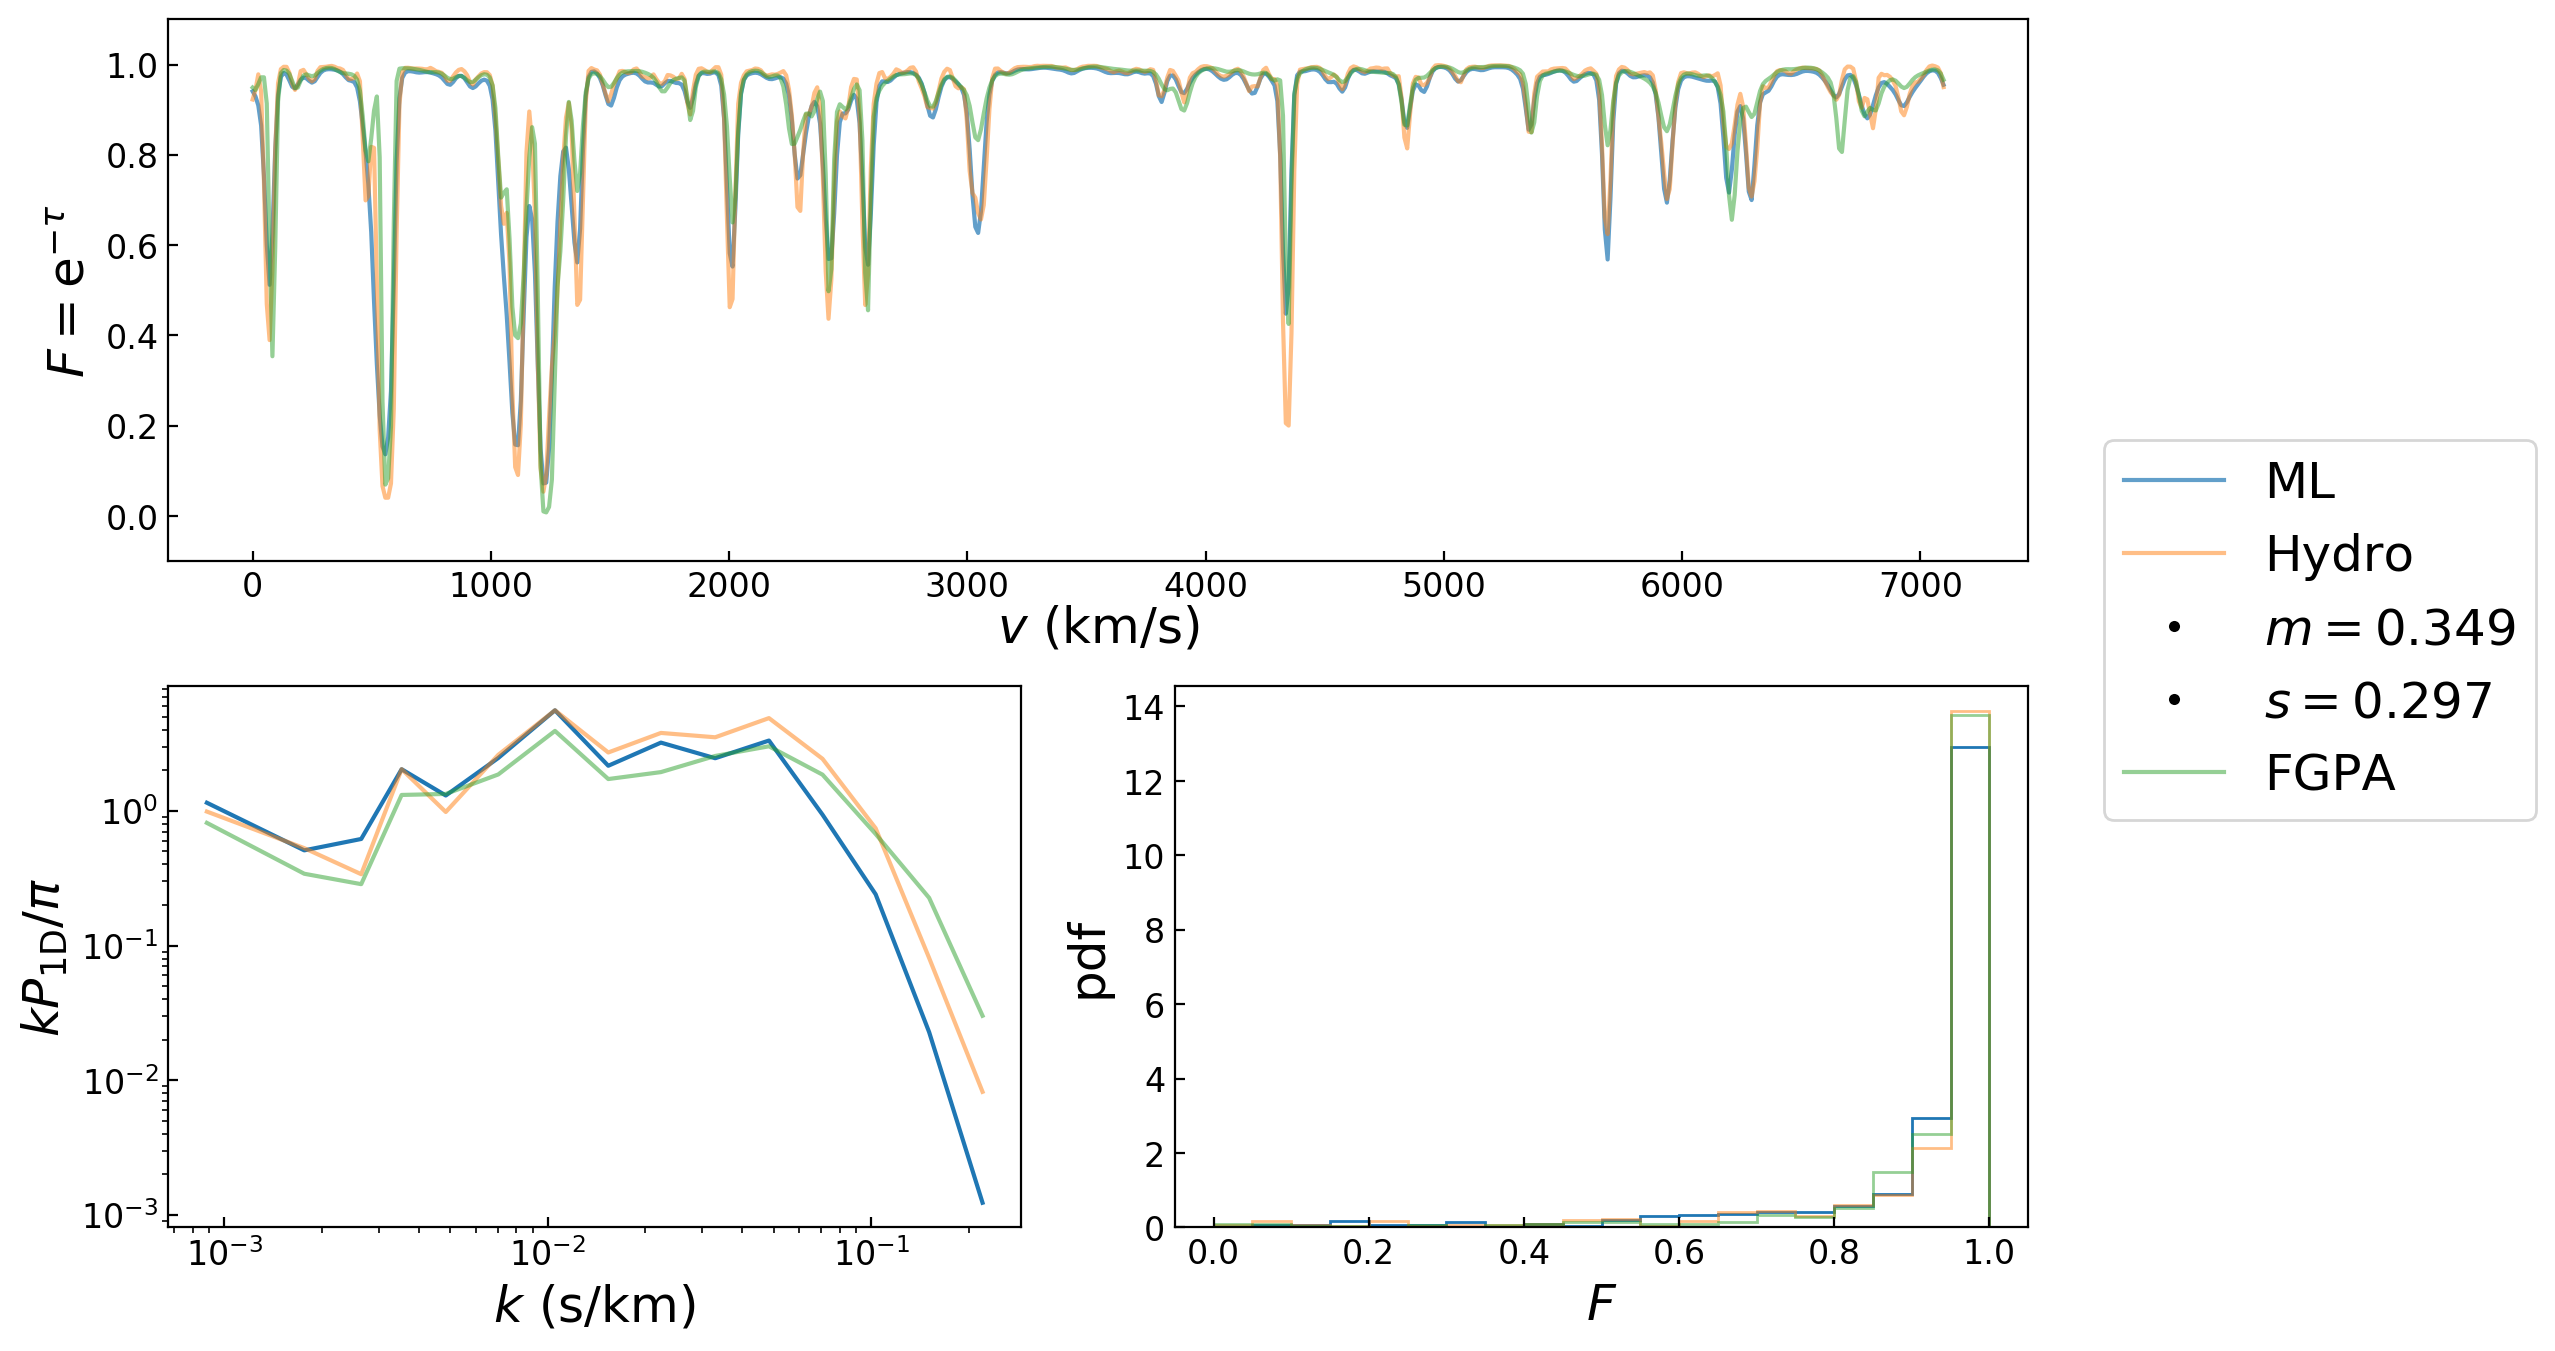 1.0
0.8
0.6
0.4
0.2
0.0
F = e^{−τ}
0 1000 2000 3000 4000 5000 6000 7000
v (km/s)
ML
Hydro
m = 0.349
s = 0.297
FGPA
10⁰
10⁻¹
10⁻²
10⁻³
kP_{1D}/π
10⁻³ 10⁻² 10⁻¹
k (s/km)
14
12
10
8
6
4
2
0
pdf
0.0 0.2 0.4 0.6 0.8 1.0
F